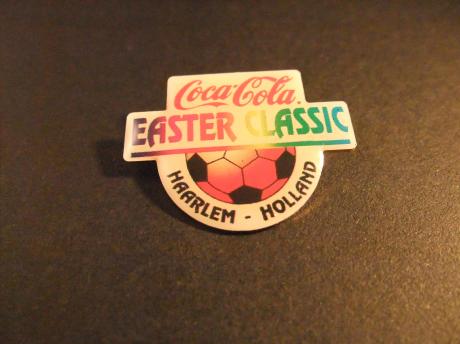 Coca-Cola
EASTER CLASSIC
HAARLEM - HOLLAND